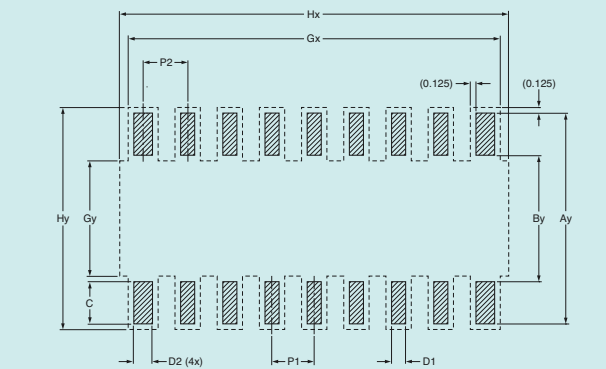 Hx
Gx
P2
(0.125)
(0.125)
Hy
Gy
By
Ay
C
D2 (4x)
P1
D1